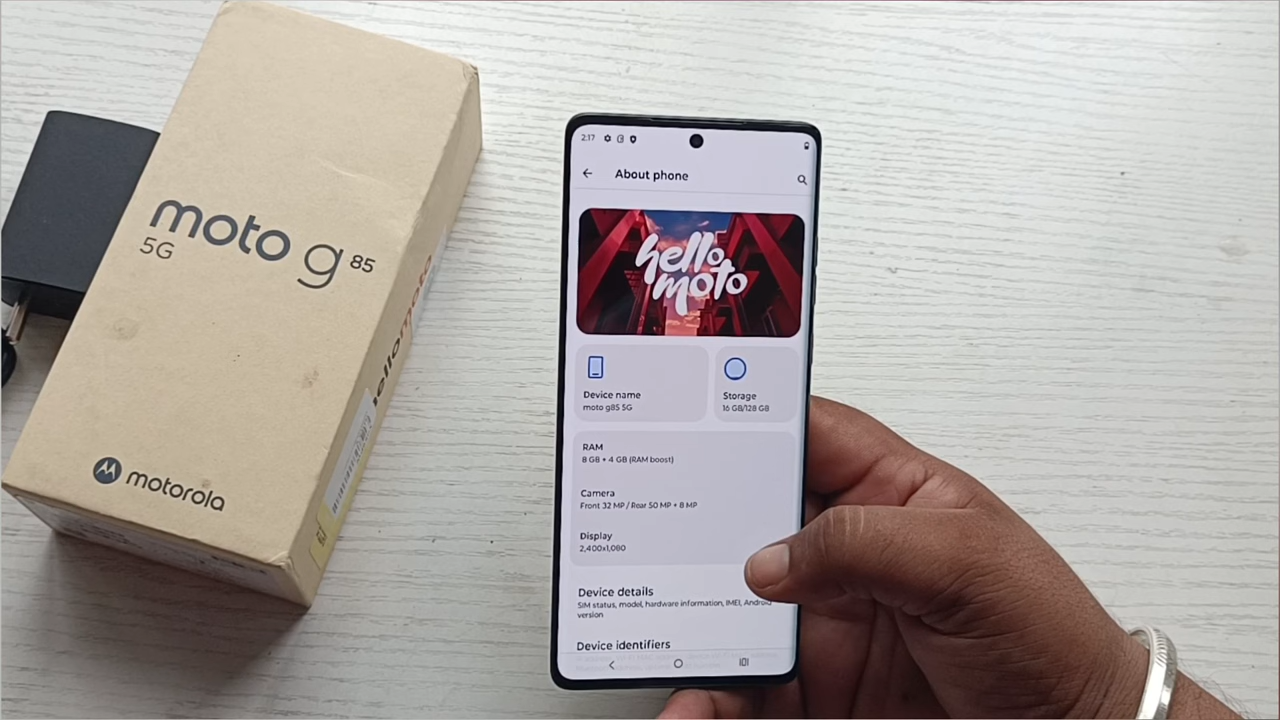 moto g 85
5G
motorola
hellomoto
2:17
About phone
hello
moto
Device name
moto g85 5G
Storage
16 GB/128 GB
RAM
8 GB + 4 GB (RAM boost)
Camera
Front 32 MP / Rear 50 MP + 8 MP
Display
2,400x1,080
Device details
SIM status, model, hardware information, IMEI, Android
version
Device identifiers